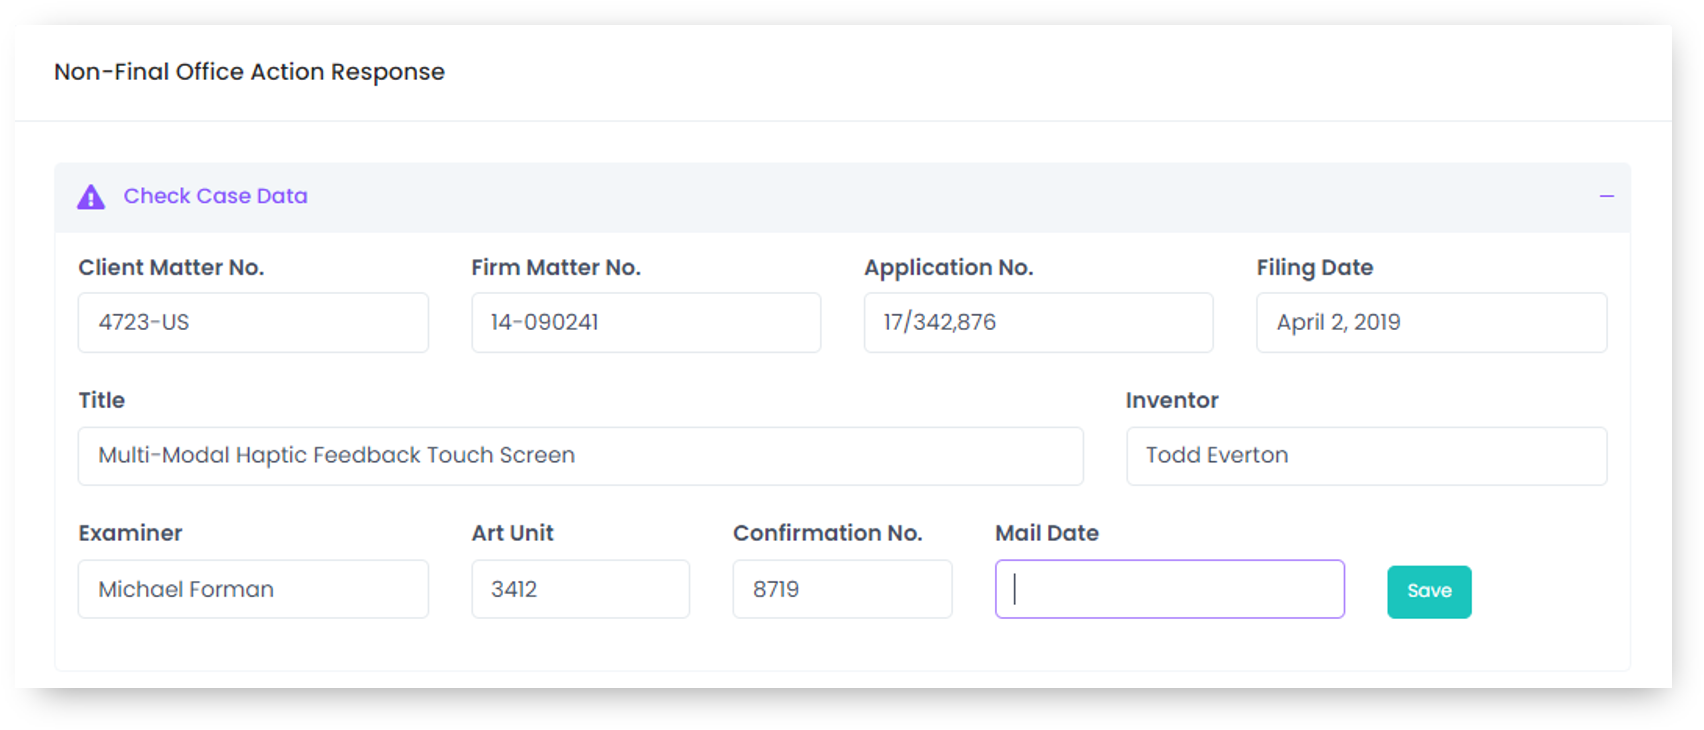 Non-Final Office Action Response
Check Case Data
Client Matter No. Firm Matter No. Application No. Filing Date
4723-US 14-090241 17/342,876 April 2, 2019
Title Inventor
Multi-Modal Haptic Feedback Touch Screen Todd Everton
Examiner Art Unit Confirmation No. Mail Date
Michael Forman 3412 8719 Save